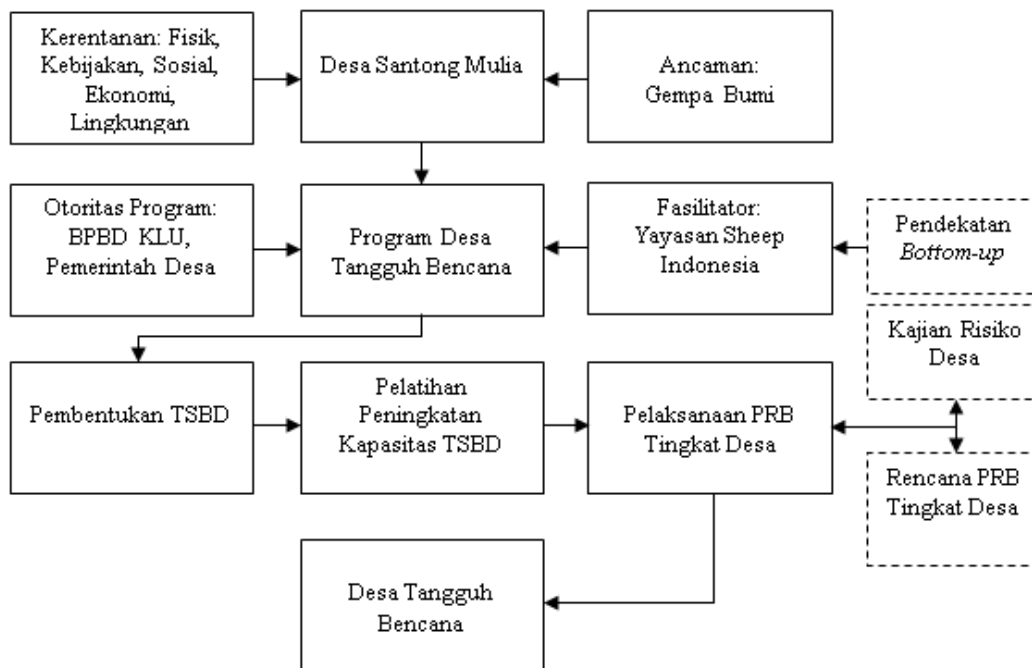 Kerentanan: Fisik,
Kebijakan, Sosial,
Ekonomi,
Lingkungan
Desa Santong Mulia
Ancaman:
Gempa Bumi
Otoritas Program:
BPBD KLU,
Pemerintah Desa
Program Desa
Tangguh Bencana
Fasilitator:
Yayasan Sheep
Indonesia
Pendekatan
Bottom-up
Kajian Risiko
Desa
Pembentukan TSBD
Pelatihan
Peningkatan
Kapasitas TSBD
Pelaksanaan PRB
Tingkat Desa
Rencana PRB
Tingkat Desa
Desa Tangguh
Bencana